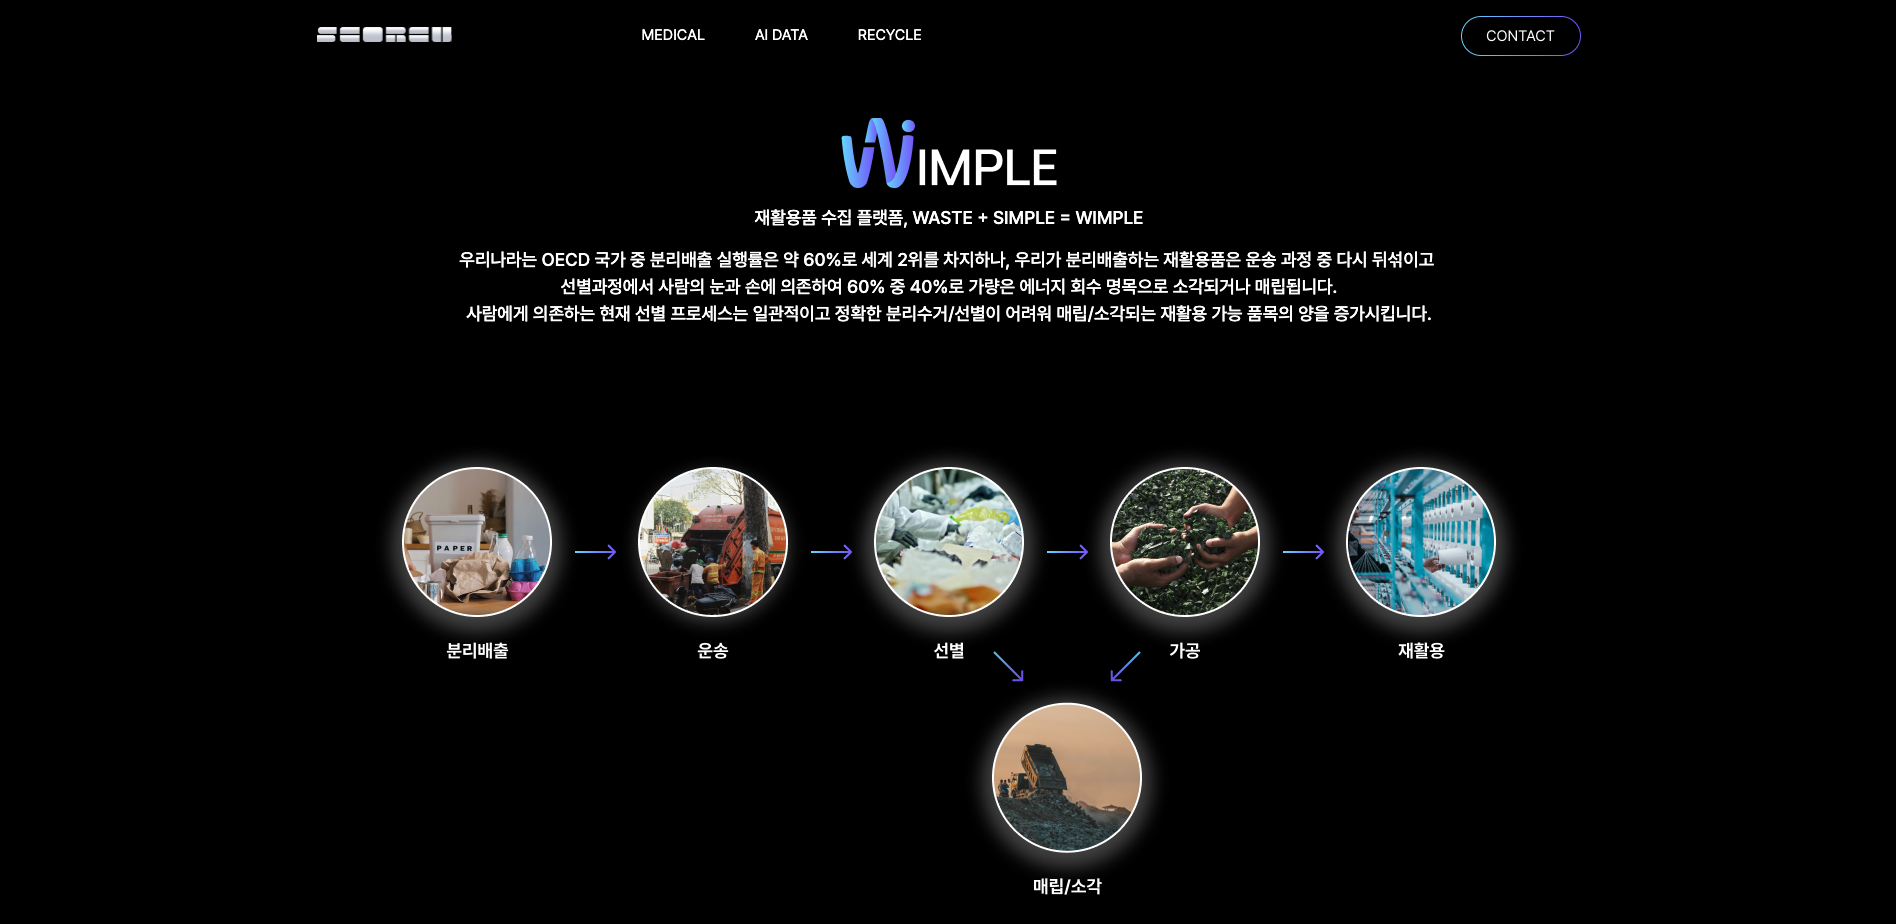 SEOREU
MEDICAL
AI DATA
RECYCLE
CONTACT
WIMPLE
재활용품 수집 플랫폼, WASTE + SIMPLE = WIMPLE
우리나라는 OECD 국가 중 분리배출 실행률은 약 60%로 세계 2위를 차지하나, 우리가 분리배출하는 재활용품은 운송 과정 중 다시 뒤섞이고
선별과정에서 사람의 눈과 손에 의존하여 60% 중 40%로 가량은 에너지 회수 명목으로 소각되거나 매립됩니다.
사람에게 의존하는 현재 선별 프로세스는 일관적이고 정확한 분리수거/선별이 어려워 매립/소각되는 재활용 가능 품목의 양을 증가시킵니다.
PAPER
분리배출
운송
선별
가공
재활용
매립/소각